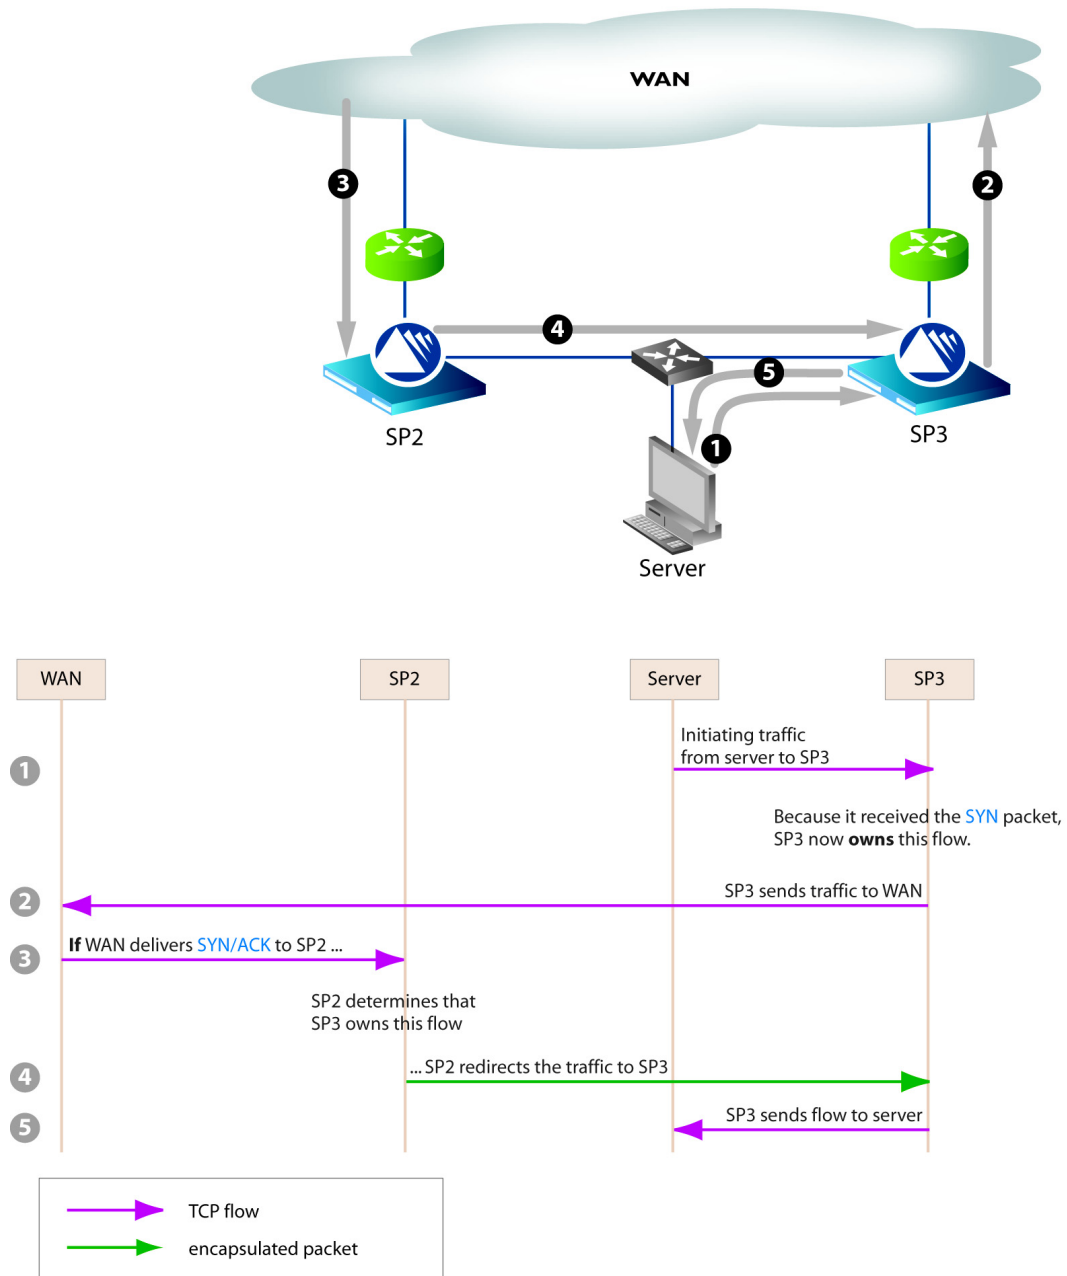 WAN
3
2
4
5
1
SP2
SP3
Server
WAN
SP2
Server
SP3
Initiating traffic
from server to SP3
1
Because it received the SYN packet,
SP3 now owns this flow.
2
SP3 sends traffic to WAN
If WAN delivers SYN/ACK to SP2 ...
3
SP2 determines that
SP3 owns this flow
4
... SP2 redirects the traffic to SP3
5
SP3 sends flow to server
TCP flow
encapsulated packet